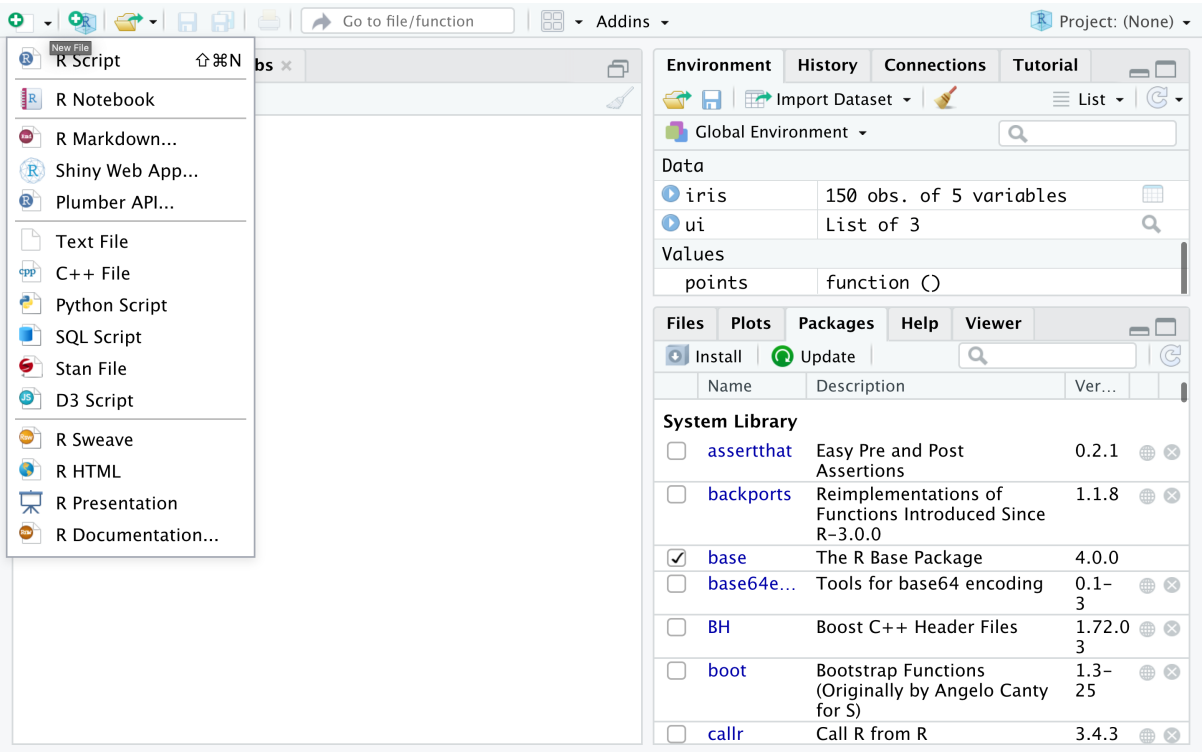 Go to file/function
Addins
Project: (None)
New File
R Script ⇧⌘N
R Notebook
R Markdown...
Shiny Web App...
Plumber API...
Text File
C++ File
Python Script
SQL Script
Stan File
D3 Script
R Sweave
R HTML
R Presentation
R Documentation...
bs
Environment History Connections Tutorial
Import Dataset List
Global Environment
Data
iris 150 obs. of 5 variables
ui List of 3
Values
points function ()
Files Plots Packages Help Viewer
Install Update
Name Description Ver...
System Library
assertthat Easy Pre and Post 0.2.1
Assertions
backports Reimplementations of 1.1.8
Functions Introduced Since
R-3.0.0
base The R Base Package 4.0.0
base64e... Tools for base64 encoding 0.1-
3
BH Boost C++ Header Files 1.72.0
3
boot Bootstrap Functions 1.3-
(Originally by Angelo Canty 25
for S)
callr Call R from R 3.4.3